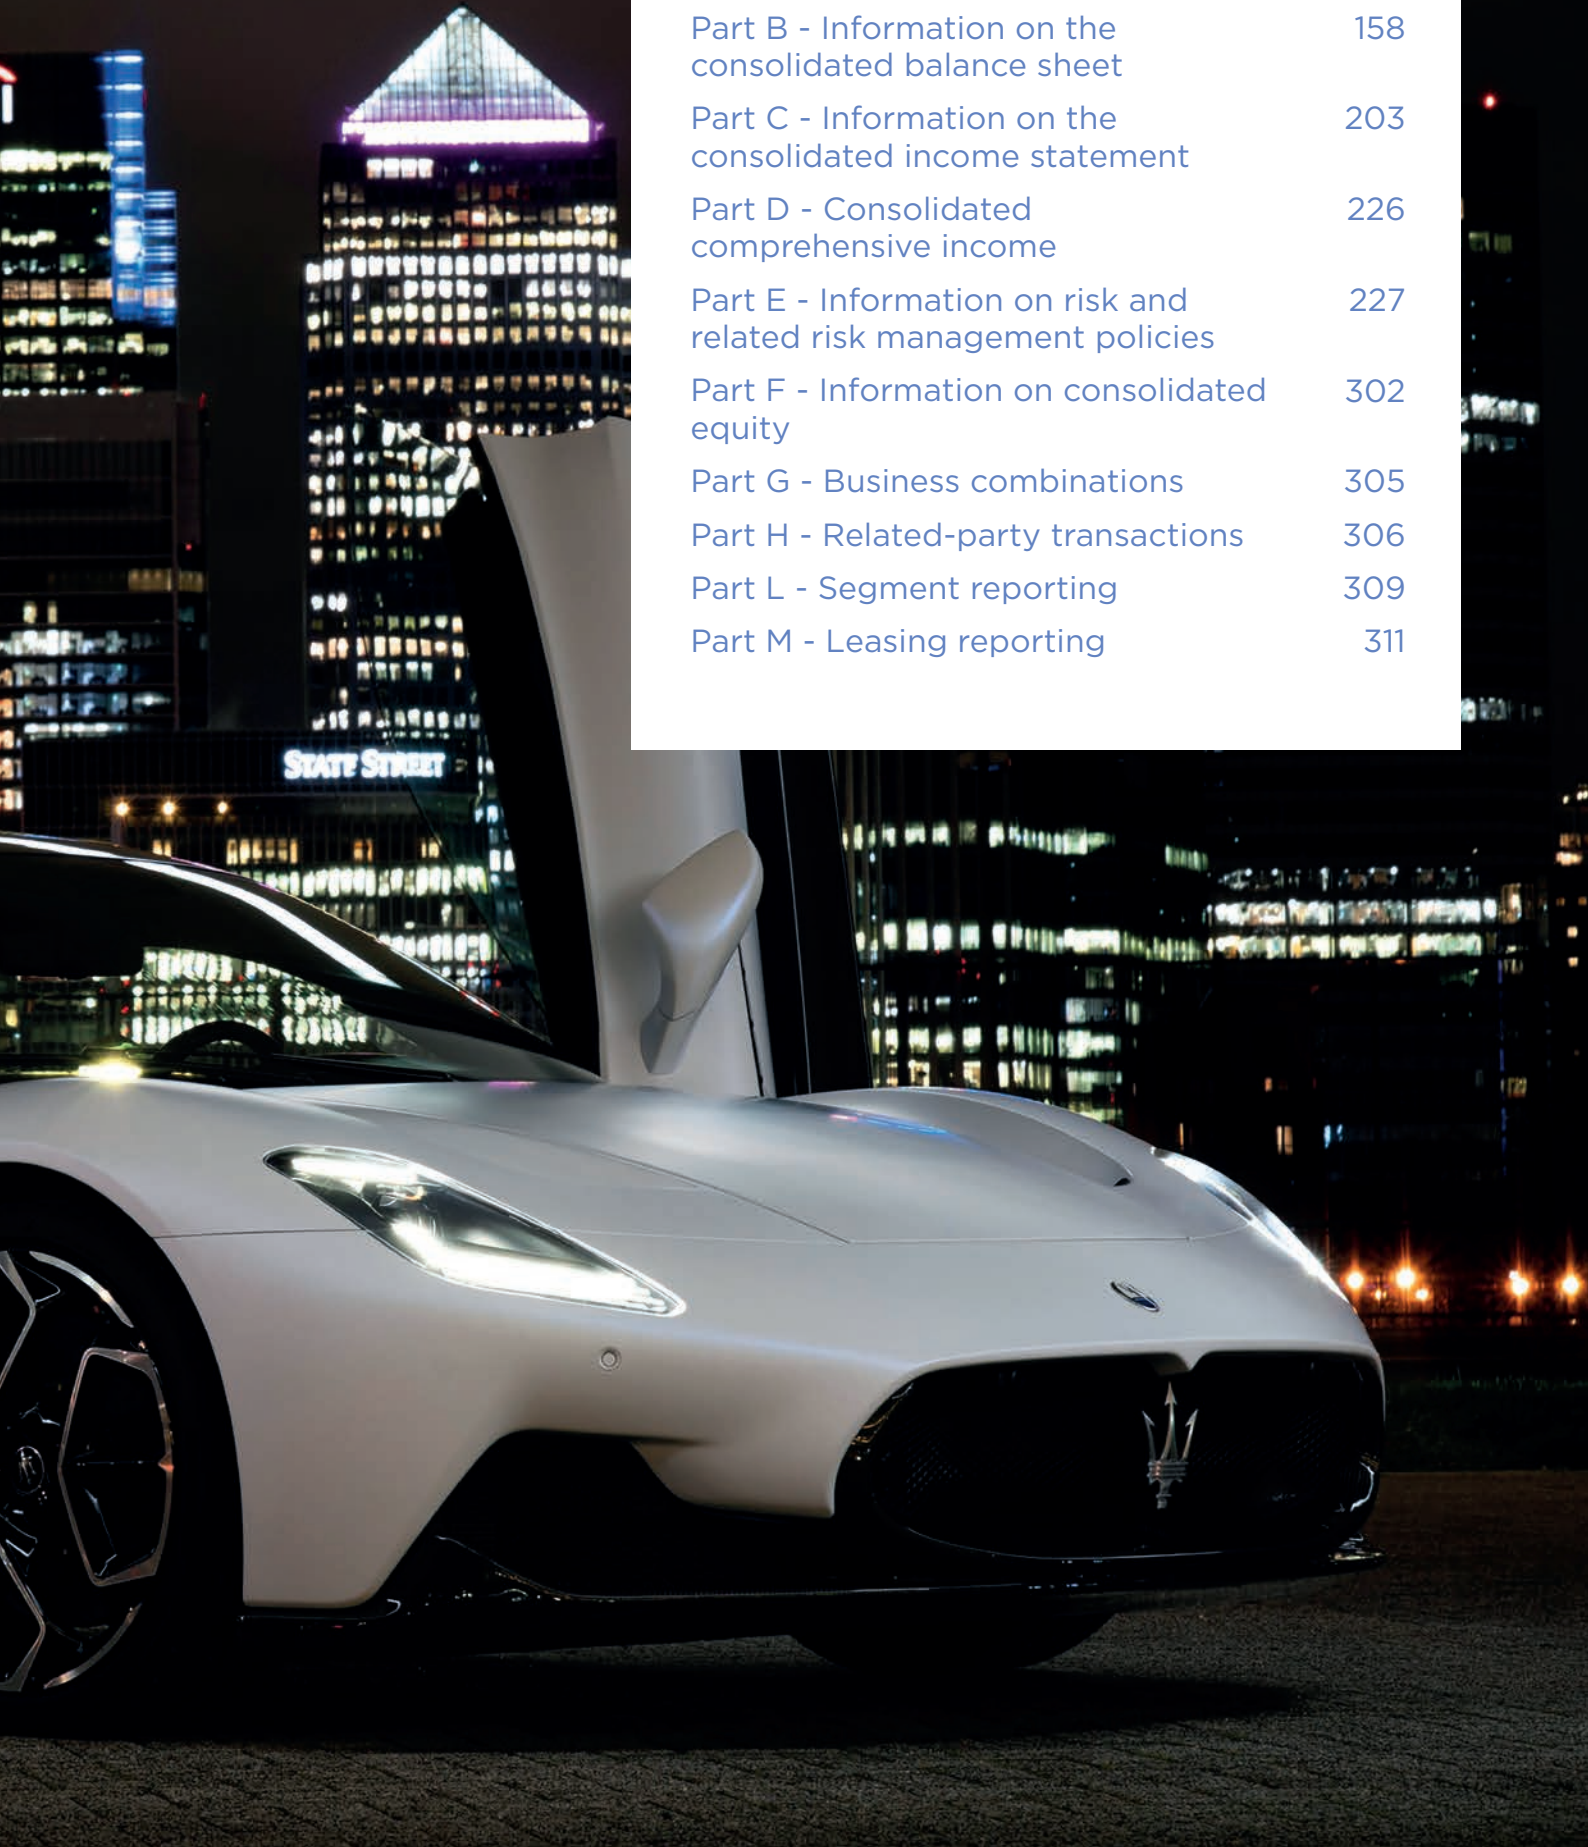 Part B - Information on the 158
consolidated balance sheet
Part C - Information on the 203
consolidated income statement
Part D - Consolidated 226
comprehensive income
Part E - Information on risk and 227
related risk management policies
Part F - Information on consolidated 302
equity
Part G - Business combinations 305
Part H - Related-party transactions 306
Part L - Segment reporting 309
Part M - Leasing reporting 311
STATE STREET